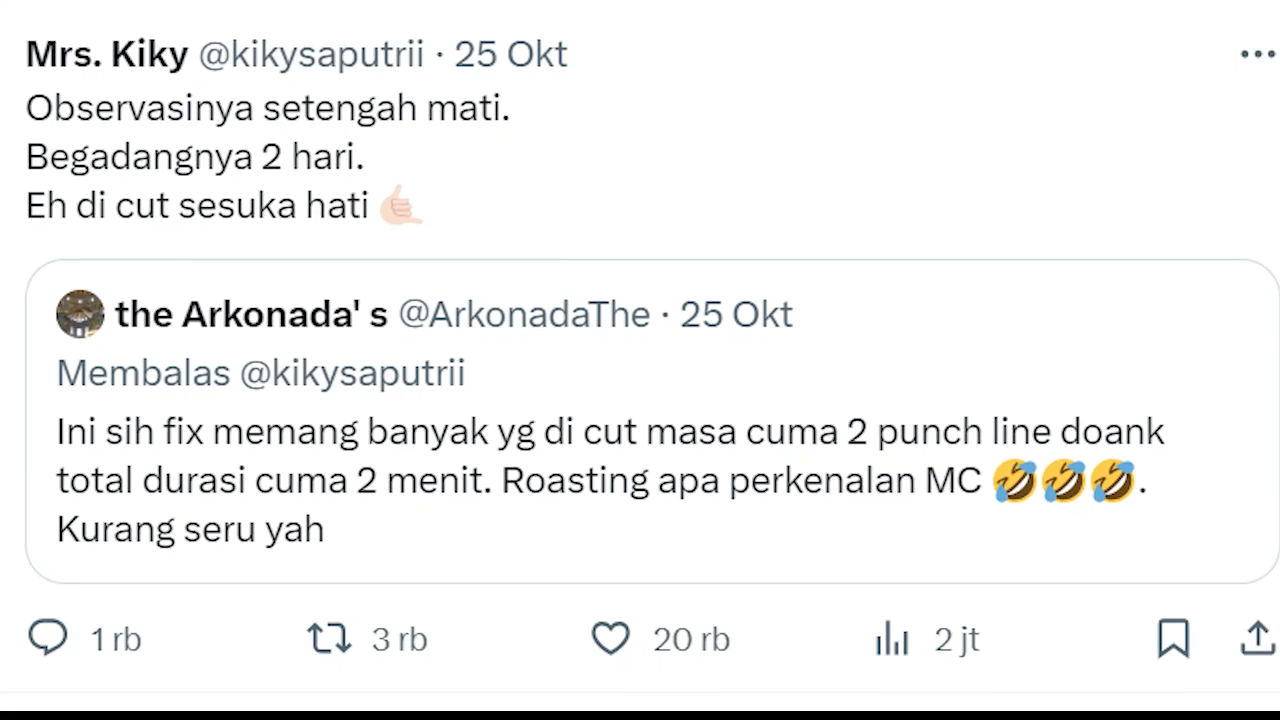 Mrs. Kiky @kikysaputrii · 25 Okt
Observasinya setengah mati.
Begadangnya 2 hari.
Eh di cut sesuka hati 🤙🏻
the Arkonada' s @ArkonadaThe · 25 Okt
Membalas @kikysaputrii
Ini sih fix memang banyak yg di cut masa cuma 2 punch line doank
total durasi cuma 2 menit. Roasting apa perkenalan MC 🤣🤣🤣.
Kurang seru yah
1 rb 3 rb 20 rb 2 jt